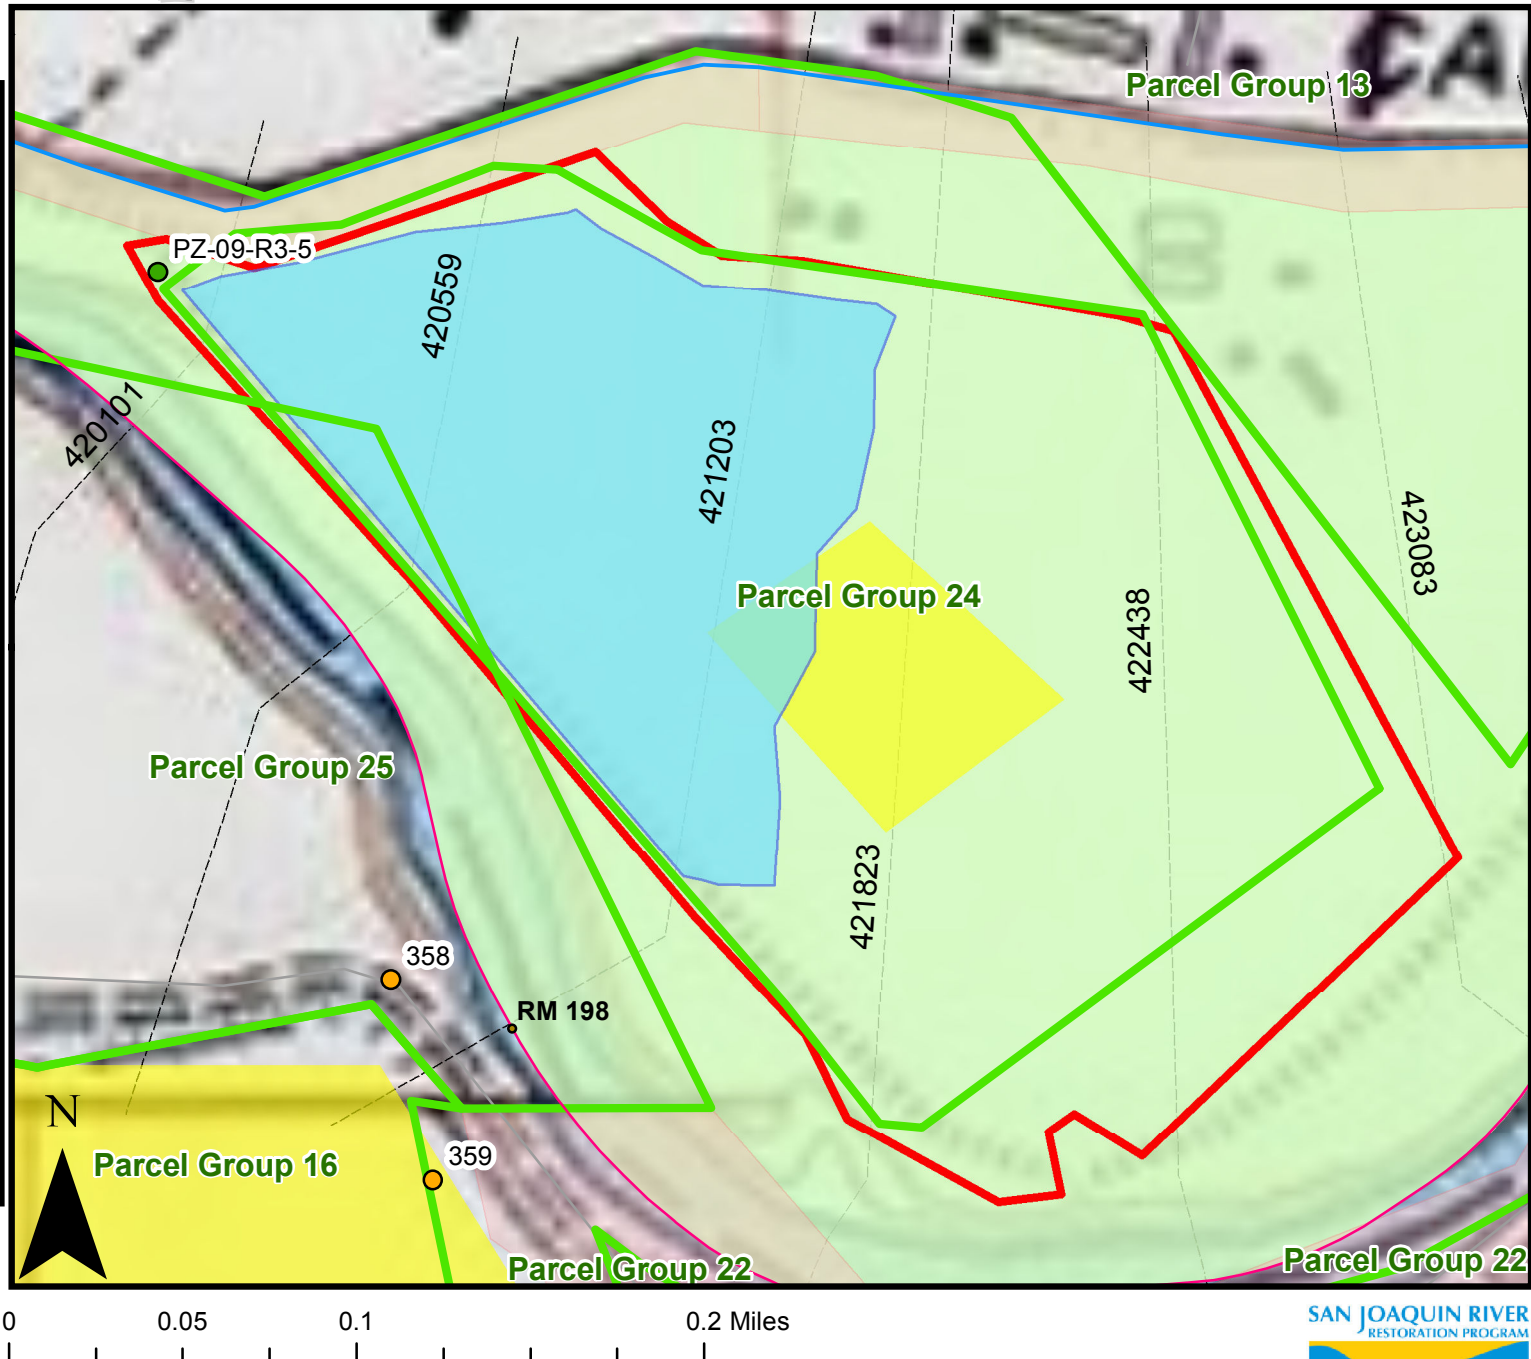 CA
Parcel Group 13
PZ-09-R3-5
420559
420101
421203
423083
Parcel Group 24
422438
Parcel Group 25
421823
358
RM 198
N
359
Parcel Group 16
Parcel Group 22
Parcel Group 22
0
0.05
0.1
0.2 Miles
SAN JOAQUIN RIVER
RESTORATION PROGRAM